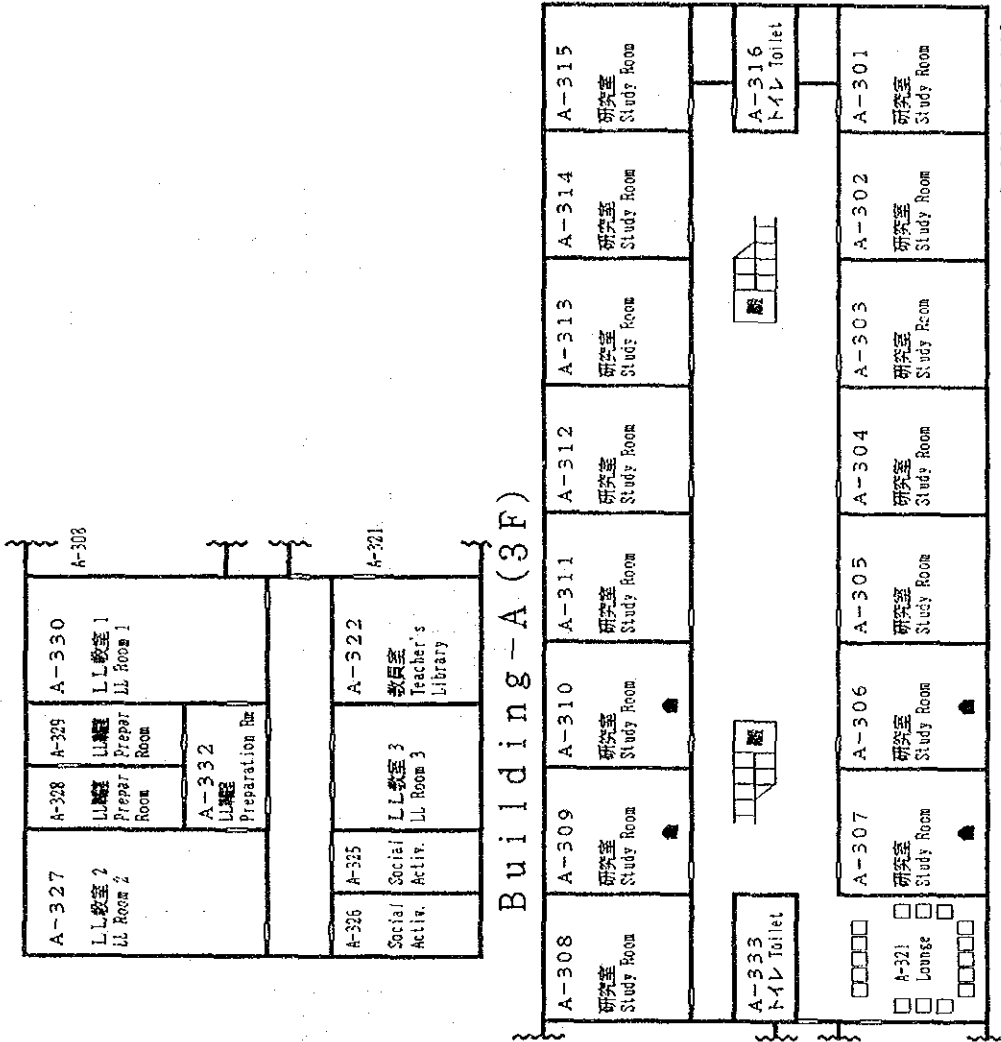 Building-A (3F)
A-327
LL教室 2
LL Room 2
A-328
Prepar
Room
A-329
Prepar
Room
A-330
LL教室 1
LL Room 1
A-308
A-332
Preparation Rm
A-326
Social
Activ.
A-325
Social
Activ.
LL教室 3
LL Room 3
A-322
教員室
Teacher's
Library
A-321
A-308
研究室
Study Room
A-309
研究室
Study Room
A-310
研究室
Study Room
A-311
研究室
Study Room
A-312
研究室
Study Room
A-313
研究室
Study Room
A-314
研究室
Study Room
A-315
研究室
Study Room
A-333
トイレ Toilet
A-316
トイレ Toilet
A-321
Lounge
A-307
研究室
Study Room
A-306
研究室
Study Room
A-305
研究室
Study Room
A-304
研究室
Study Room
A-303
研究室
Study Room
A-302
研究室
Study Room
A-301
研究室
Study Room